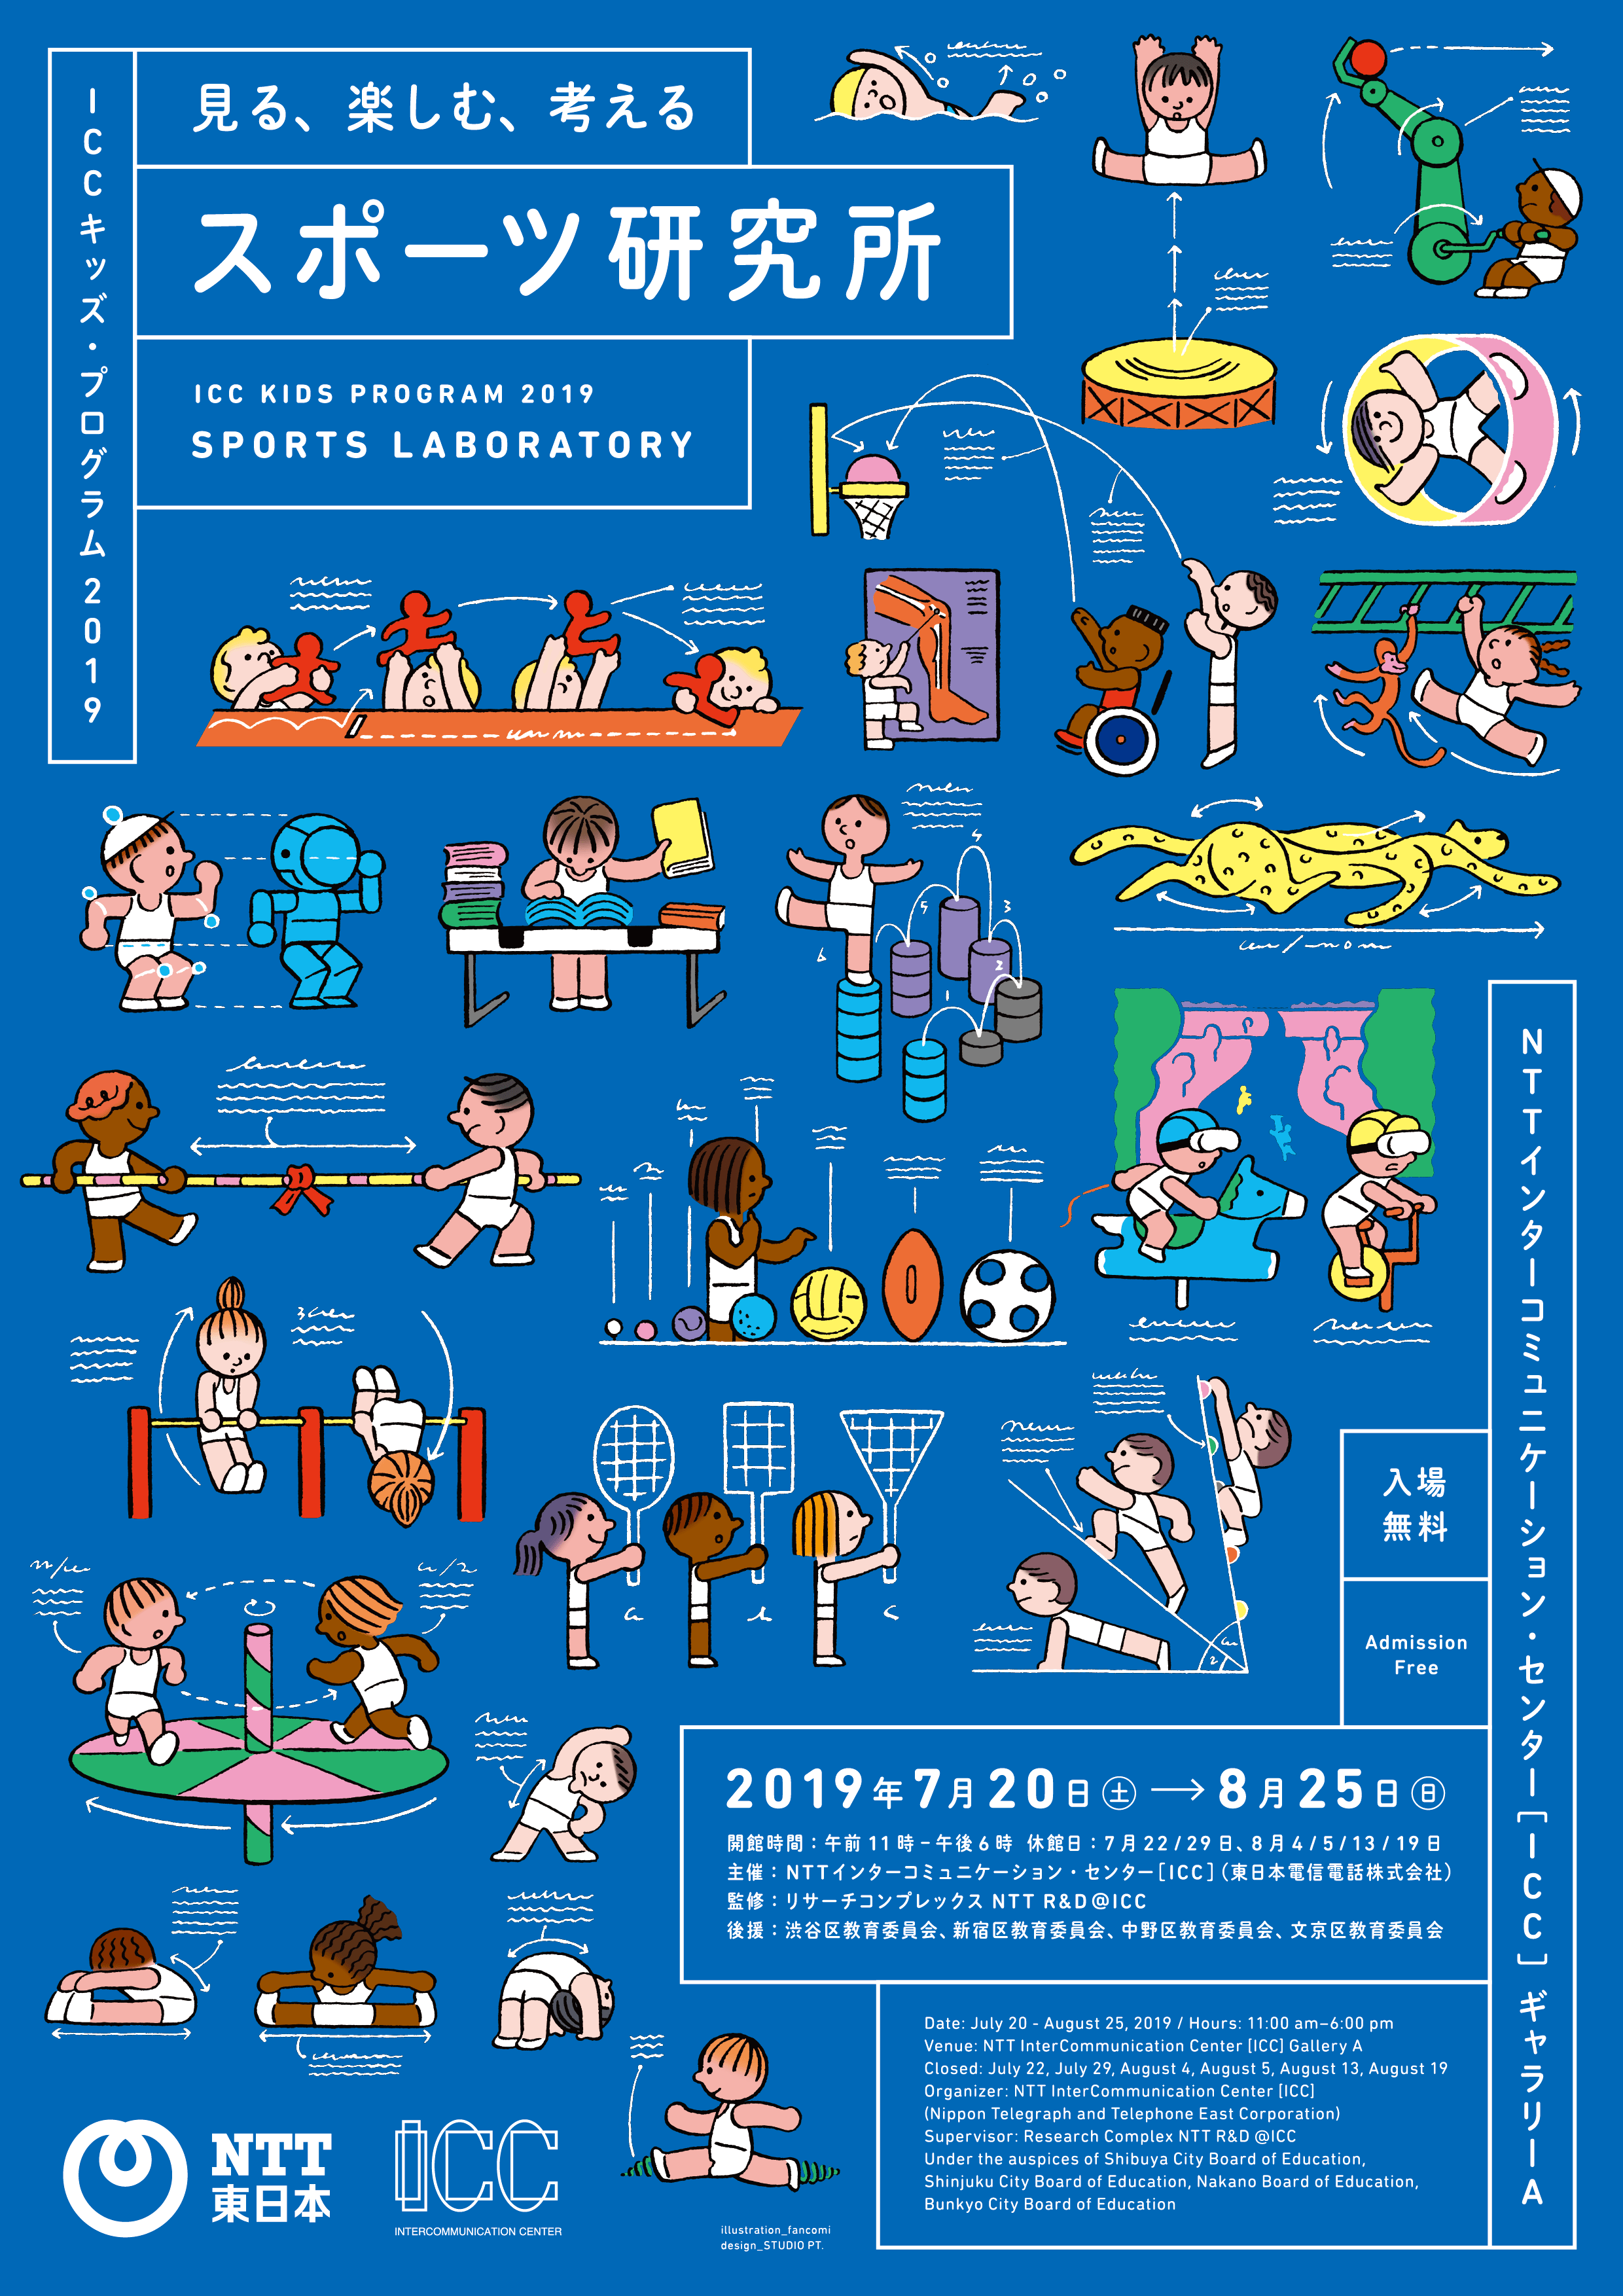 ICCキッズ・プログラム2019
見る、楽しむ、考える
スポーツ研究所
ICC KIDS PROGRAM 2019
SPORTS LABORATORY
4
5
3
6
2
1
a
b
c
2
NTTインターコミュニケーション・センター[ICC] ギャラリーA
入場
無料
Admission
Free
2019年7月20日(土)→8月25日(日)
開館時間：午前11時−午後6時 休館日：7月22/29日、8月4/5/13/19日
主催：NTTインターコミュニケーション・センター[ICC]（東日本電信電話株式会社）
監修：リサーチコンプレックス NTT R&D@ICC
後援：渋谷区教育委員会、新宿区教育委員会、中野区教育委員会、文京区教育委員会
Date: July 20 - August 25, 2019 / Hours: 11:00 am–6:00 pm
Venue: NTT InterCommunication Center [ICC] Gallery A
Closed: July 22, July 29, August 4, August 5, August 13, August 19
Organizer: NTT InterCommunication Center [ICC]
(Nippon Telegraph and Telephone East Corporation)
Supervisor: Research Complex NTT R&D @ICC
Under the auspices of Shibuya City Board of Education,
Shinjuku City Board of Education, Nakano Board of Education,
Bunkyo City Board of Education
NTT
東日本
ICC
INTERCOMMUNICATION CENTER
illustration_fancomi
design_STUDIO PT.